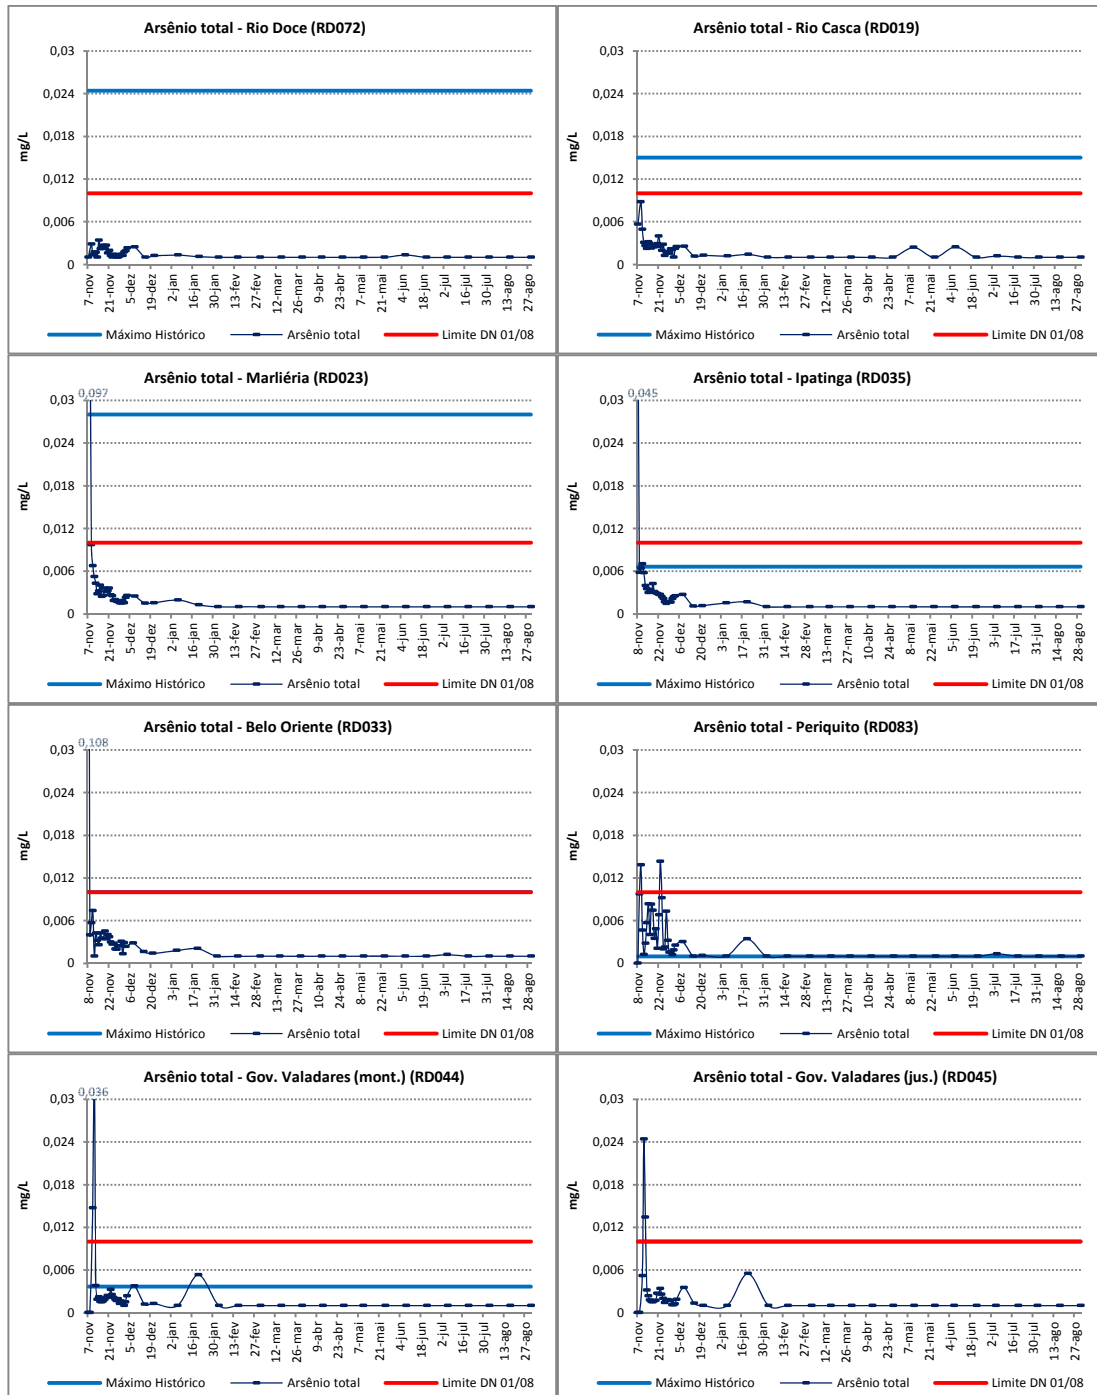 Arsênio total - Rio Doce (RD072)
0,03
0,024
0,018
0,012
0,006
0
mg/L
7-nov 21-nov 5-dez 19-dez 2-jan 16-jan 30-jan 13-fev 27-fev 12-mar 26-mar 9-abr 23-abr 7-mai 21-mai 4-jun 18-jun 2-jul 16-jul 30-jul 13-ago 27-ago
Máximo Histórico Arsênio total Limite DN 01/08
Arsênio total - Rio Casca (RD019)
0,03
0,024
0,018
0,012
0,006
0
mg/L
7-nov 21-nov 5-dez 19-dez 2-jan 16-jan 30-jan 13-fev 27-fev 12-mar 26-mar 9-abr 23-abr 7-mai 21-mai 4-jun 18-jun 2-jul 16-jul 30-jul 13-ago 27-ago
Máximo Histórico Arsênio total Limite DN 01/08
Arsênio total - Marliéria (RD023)
0,097
0,03
0,024
0,018
0,012
0,006
0
mg/L
7-nov 21-nov 5-dez 19-dez 2-jan 16-jan 30-jan 13-fev 27-fev 12-mar 26-mar 9-abr 23-abr 7-mai 21-mai 4-jun 18-jun 2-jul 16-jul 30-jul 13-ago 27-ago
Máximo Histórico Arsênio total Limite DN 01/08
Arsênio total - Ipatinga (RD035)
0,045
0,03
0,024
0,018
0,012
0,006
0
mg/L
8-nov 22-nov 6-dez 20-dez 3-jan 17-jan 31-jan 14-fev 28-fev 13-mar 27-mar 10-abr 24-abr 8-mai 22-mai 5-jun 19-jun 3-jul 17-jul 31-jul 14-ago 28-ago
Máximo Histórico Arsênio total Limite DN 01/08
Arsênio total - Belo Oriente (RD033)
0,108
0,03
0,024
0,018
0,012
0,006
0
mg/L
8-nov 22-nov 6-dez 20-dez 3-jan 17-jan 31-jan 14-fev 28-fev 13-mar 27-mar 10-abr 24-abr 8-mai 22-mai 5-jun 19-jun 3-jul 17-jul 31-jul 14-ago 28-ago
Máximo Histórico Arsênio total Limite DN 01/08
Arsênio total - Periquito (RD083)
0,03
0,024
0,018
0,012
0,006
0
mg/L
8-nov 22-nov 6-dez 20-dez 3-jan 17-jan 31-jan 14-fev 28-fev 13-mar 27-mar 10-abr 24-abr 8-mai 22-mai 5-jun 19-jun 3-jul 17-jul 31-jul 14-ago 28-ago
Máximo Histórico Arsênio total Limite DN 01/08
Arsênio total - Gov. Valadares (mont.) (RD044)
0,036
0,03
0,024
0,018
0,012
0,006
0
mg/L
7-nov 21-nov 5-dez 19-dez 2-jan 16-jan 30-jan 13-fev 27-fev 12-mar 26-mar 9-abr 23-abr 7-mai 21-mai 4-jun 18-jun 2-jul 16-jul 30-jul 13-ago 27-ago
Máximo Histórico Arsênio total Limite DN 01/08
Arsênio total - Gov. Valadares (jus.) (RD045)
0,03
0,024
0,018
0,012
0,006
0
mg/L
7-nov 21-nov 5-dez 19-dez 2-jan 16-jan 30-jan 13-fev 27-fev 12-mar 26-mar 9-abr 23-abr 7-mai 21-mai 4-jun 18-jun 2-jul 16-jul 30-jul 13-ago 27-ago
Máximo Histórico Arsênio total Limite DN 01/08